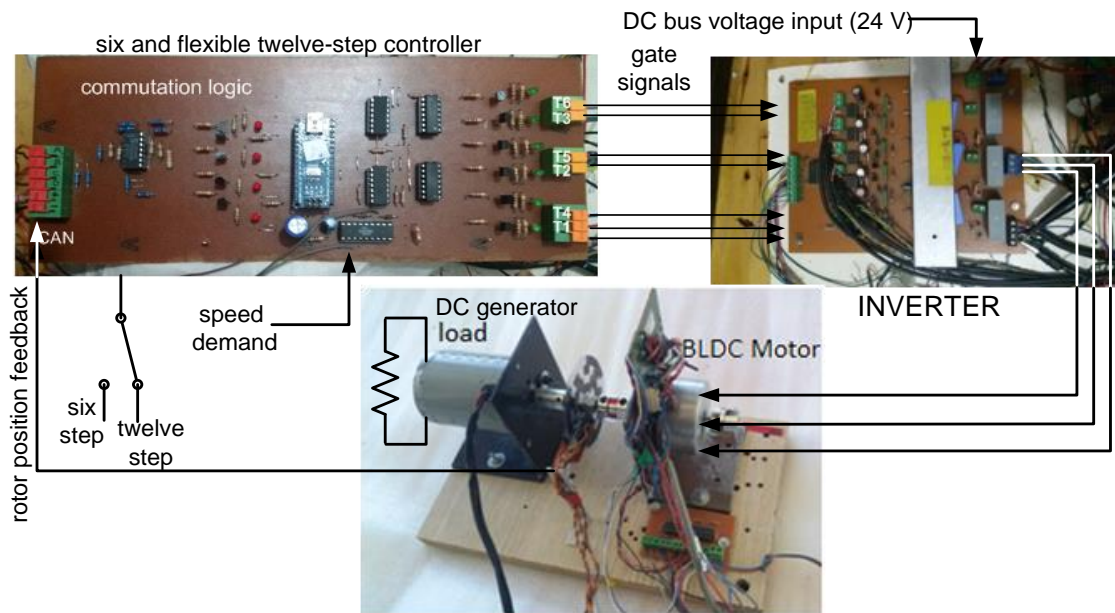 DC bus voltage input (24 V)
six and flexible twelve-step controller
gate
signals
commutation logic
T6
T3
T5
T2
T4
T1
CAN
INVERTER
speed
demand
DC generator
load
BLDC Motor
six
step
twelve
step
rotor position feedback